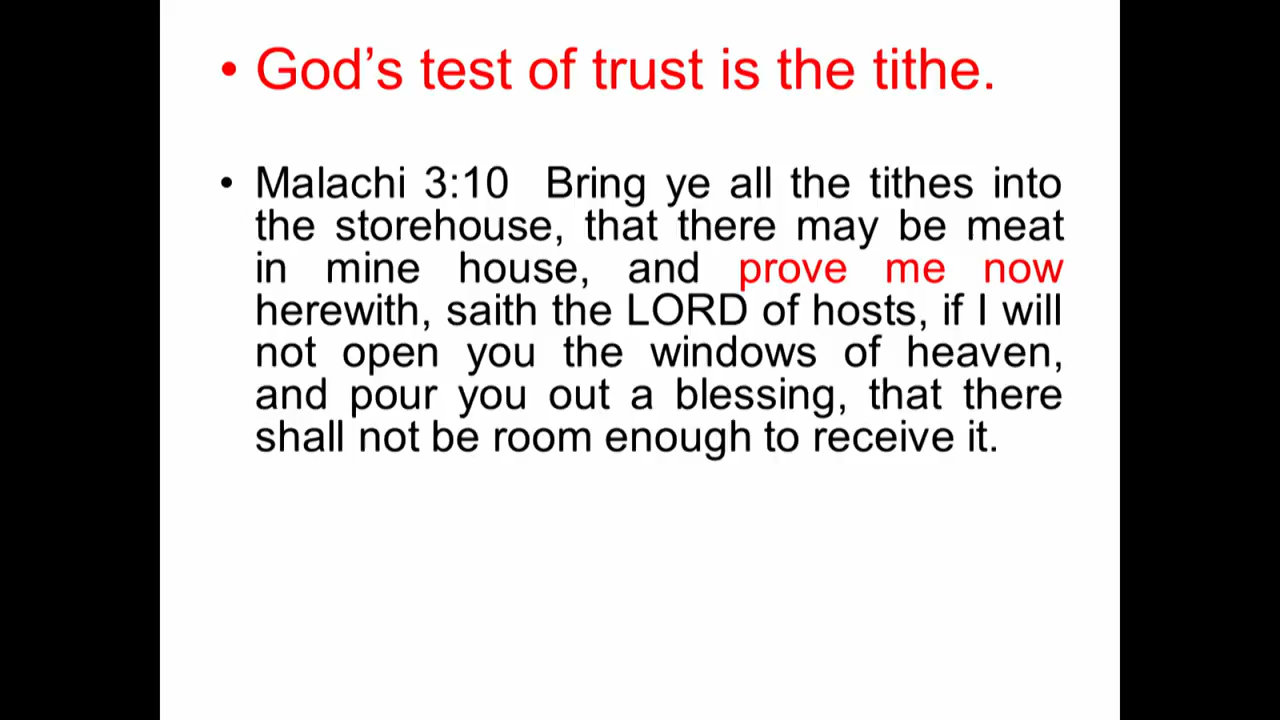 • God’s test of trust is the tithe.
• Malachi 3:10 Bring ye all the tithes into
the storehouse, that there may be meat
in mine house, and prove me now
herewith, saith the LORD of hosts, if I will
not open you the windows of heaven,
and pour you out a blessing, that there
shall not be room enough to receive it.